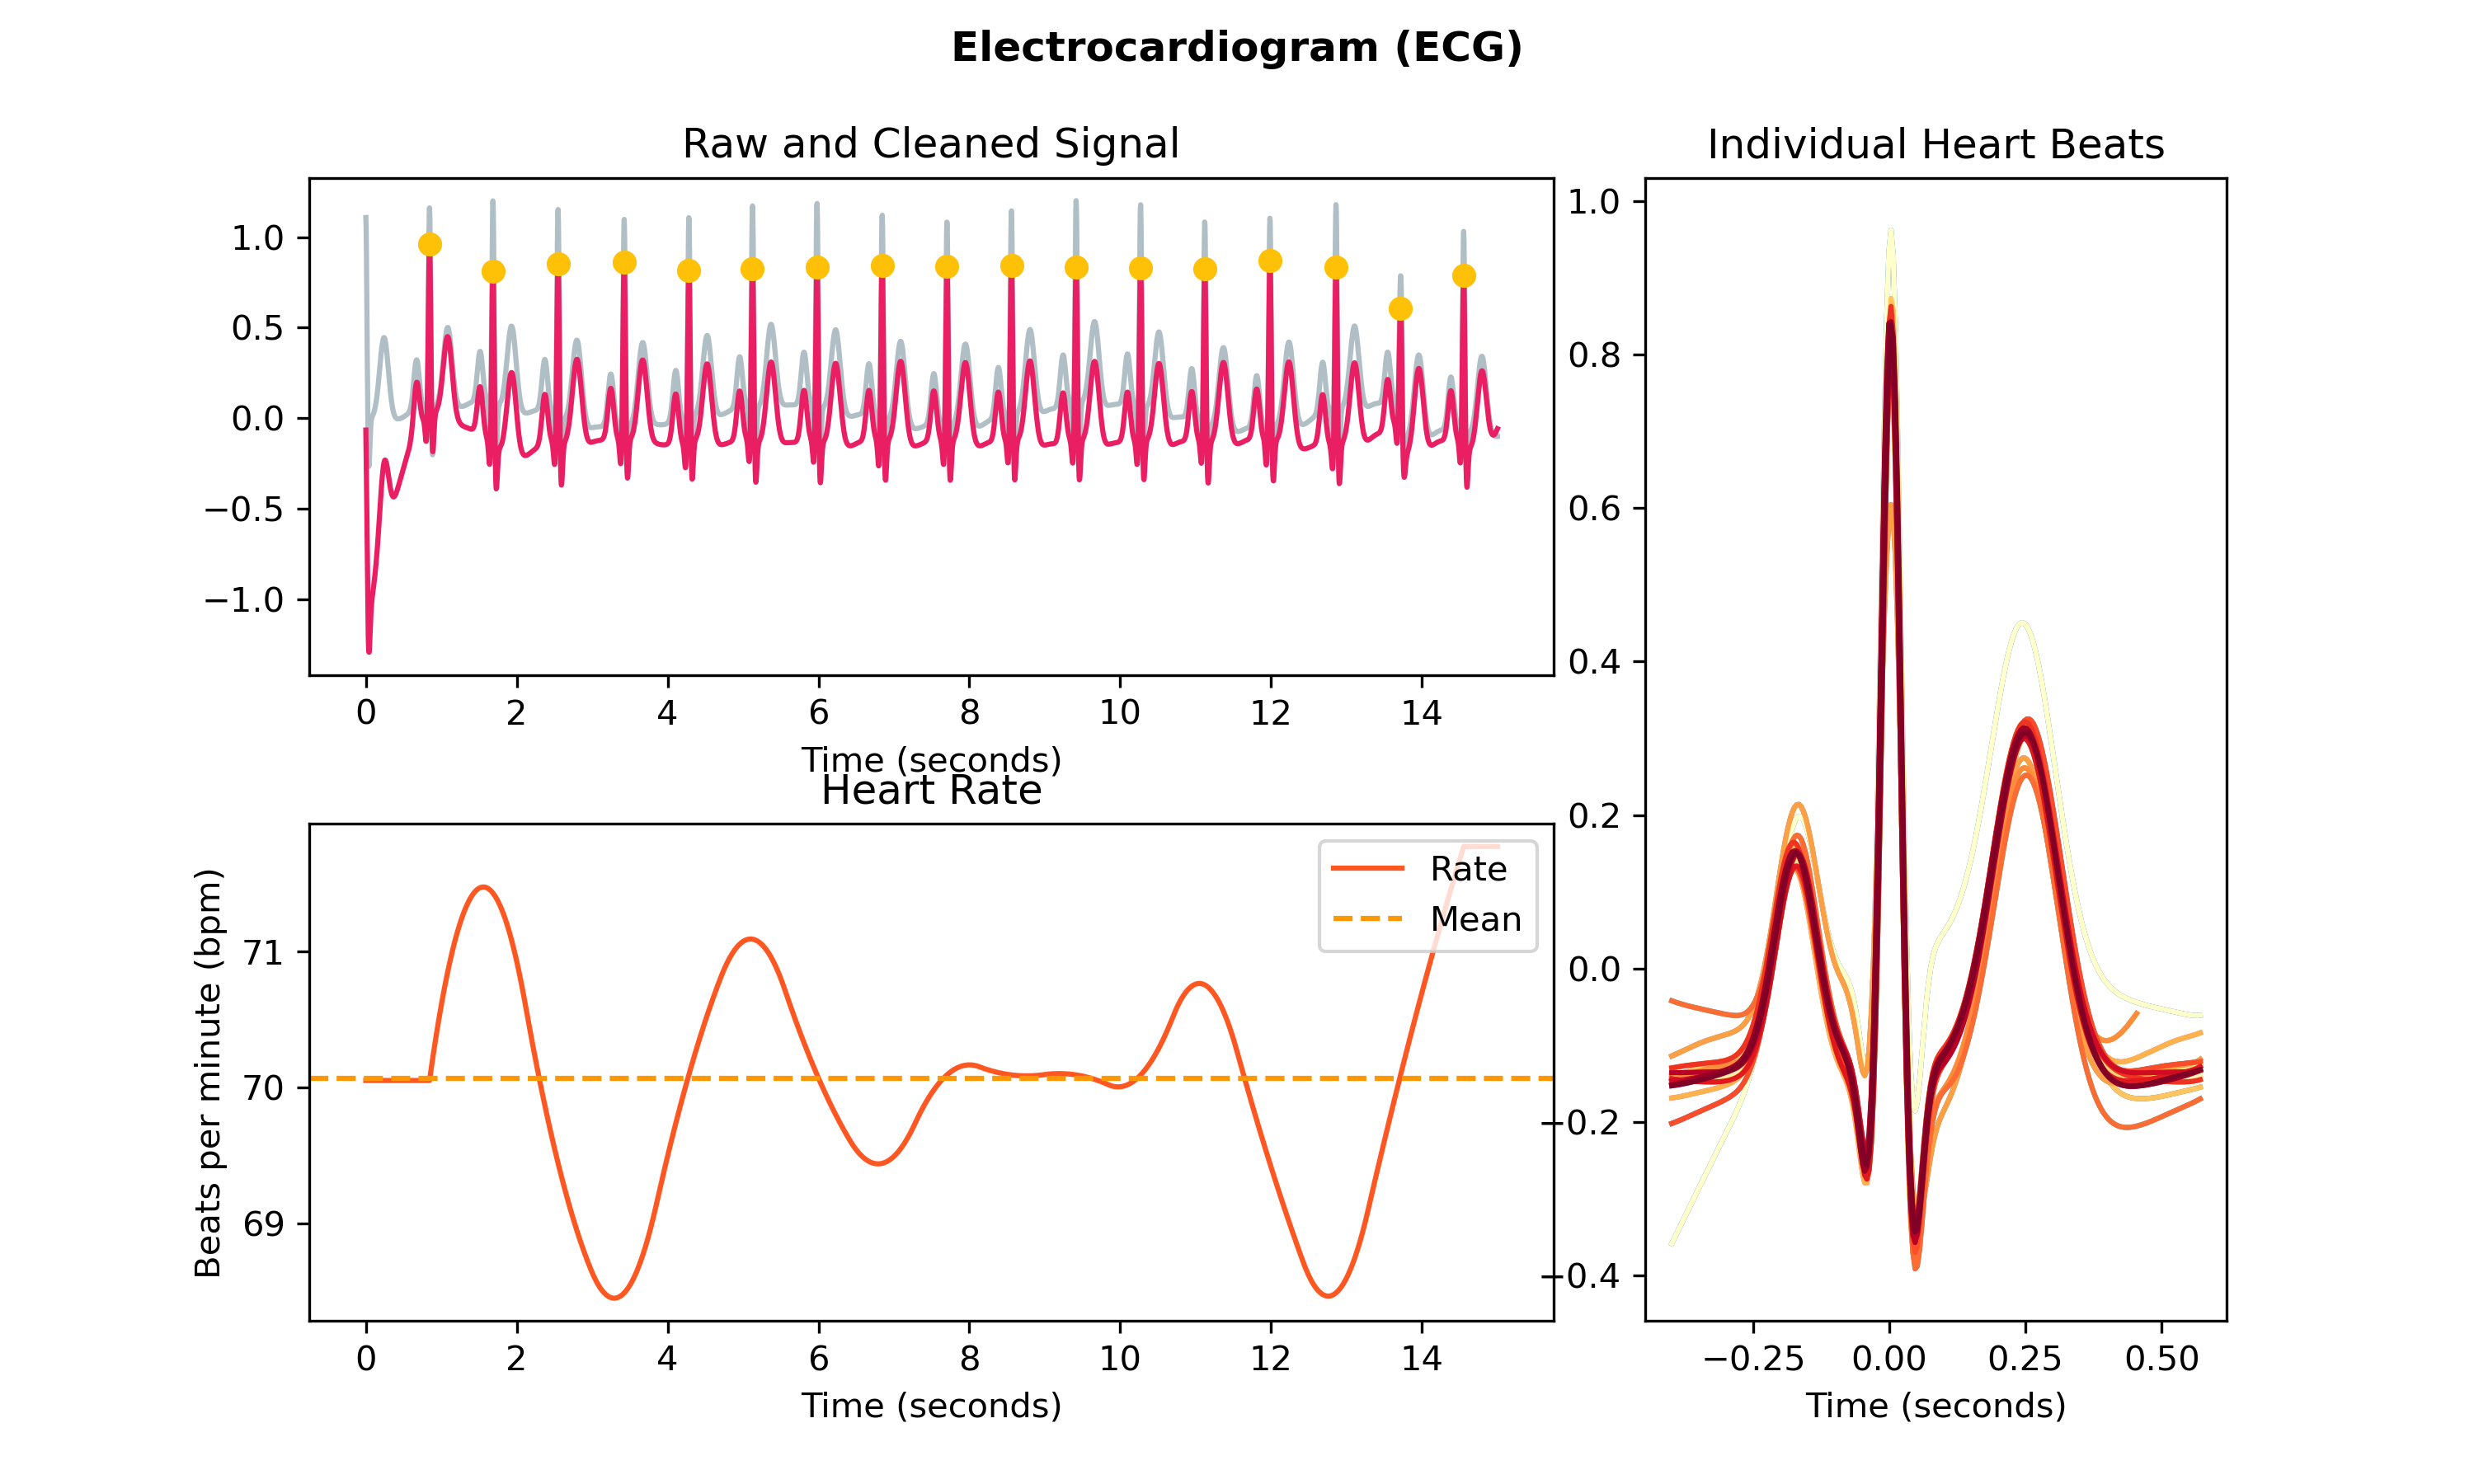 Electrocardiogram (ECG)
Raw and Cleaned Signal
1.0
0.5
0.0
−0.5
−1.0
0 2 4 6 8 10 12 14
Time (seconds)
Heart Rate
Beats per minute (bpm)
71
70
69
Rate
Mean
0 2 4 6 8 10 12 14
Time (seconds)
Individual Heart Beats
1.0
0.8
0.6
0.4
0.2
0.0
−0.2
−0.4
−0.25 0.00 0.25 0.50
Time (seconds)